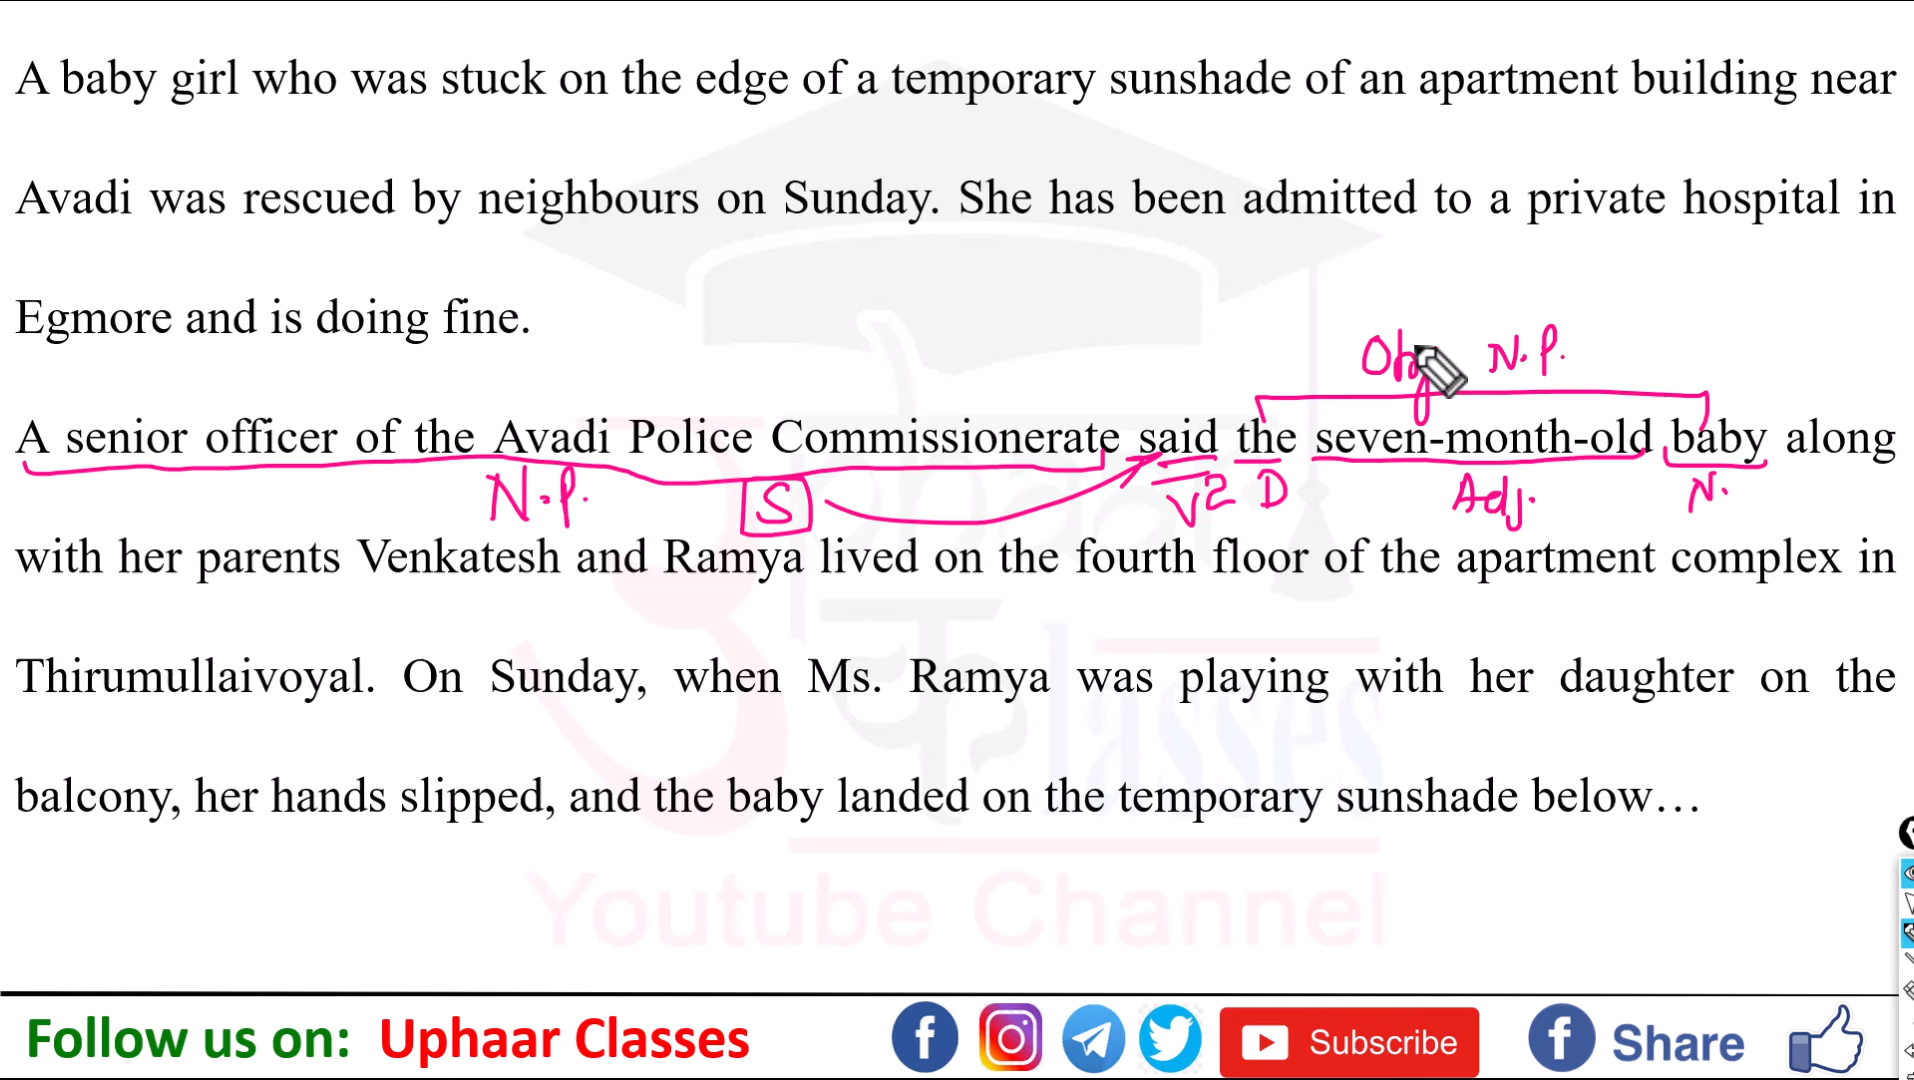 A baby girl who was stuck on the edge of a temporary sunshade of an apartment building near
Avadi was rescued by neighbours on Sunday. She has been admitted to a private hospital in
Egmore and is doing fine.
Obj N.P.
A senior officer of the Avadi Police Commissionerate said the seven-month-old baby along
N.P. S V2 D Adj. N.
with her parents Venkatesh and Ramya lived on the fourth floor of the apartment complex in
Thirumullaivoyal. On Sunday, when Ms. Ramya was playing with her daughter on the
balcony, her hands slipped, and the baby landed on the temporary sunshade below…
उपहार
क lasses
Youtube Channel
Follow us on: Uphaar Classes Subscribe Share